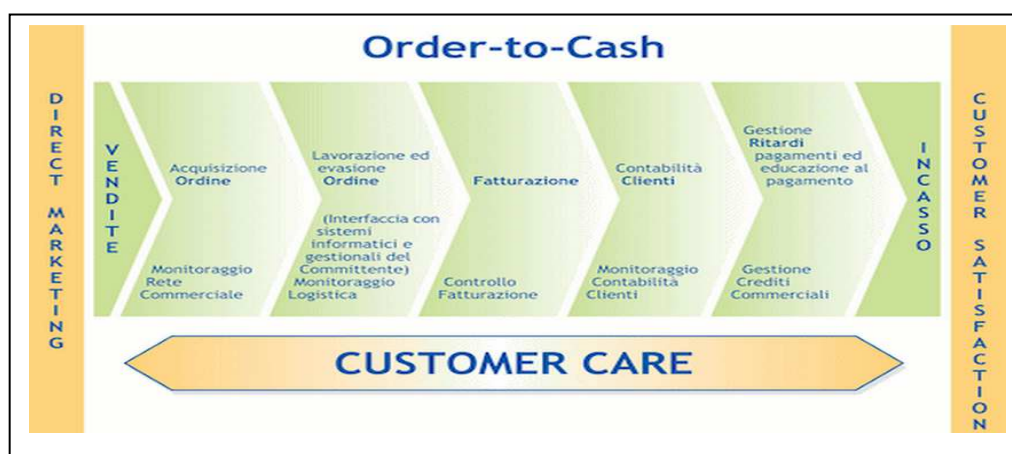 Order-to-Cash
DIRECT MARKETING
VENDITE
Acquisizione
Ordine
Monitoraggio
Rete
Commerciale
Lavorazione ed
evasione
Ordine
(Interfaccia con
sistemi
informatici e
gestionali del
Committente)
Monitoraggio
Logistica
Fatturazione
Controllo
Fatturazione
Contabilità
Clienti
Monitoraggio
Contabilità
Clienti
Gestione
Ritardi
pagamenti ed
educazione al
pagamento
Gestione
Crediti
Commerciali
INCASSO
CUSTOMER SATISFACTION
CUSTOMER CARE